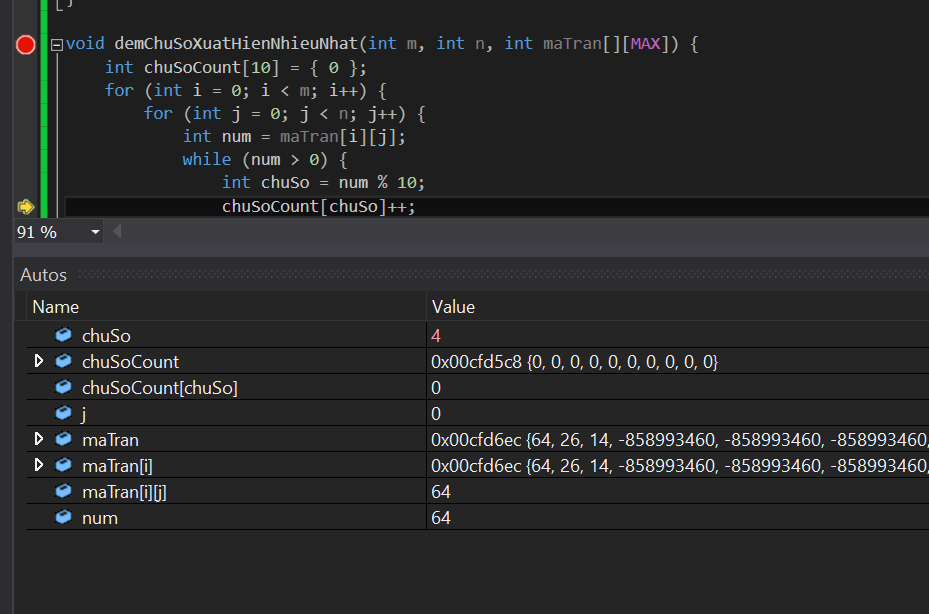 void demChuSoXuatHienNhieuNhat(int m, int n, int maTran[][MAX]) {
int chuSoCount[10] = { 0 };
for (int i = 0; i < m; i++) {
for (int j = 0; j < n; j++) {
int num = maTran[i][j];
while (num > 0) {
int chuSo = num % 10;
chuSoCount[chuSo]++;
91 %
Autos
Name Value
chuSo 4
chuSoCount 0x00cfd5c8 {0, 0, 0, 0, 0, 0, 0, 0, 0, 0}
chuSoCount[chuSo] 0
j 0
maTran 0x00cfd6ec {64, 26, 14, -858993460, -858993460, -858993460,
maTran[i] 0x00cfd6ec {64, 26, 14, -858993460, -858993460, -858993460,
maTran[i][j] 64
num 64